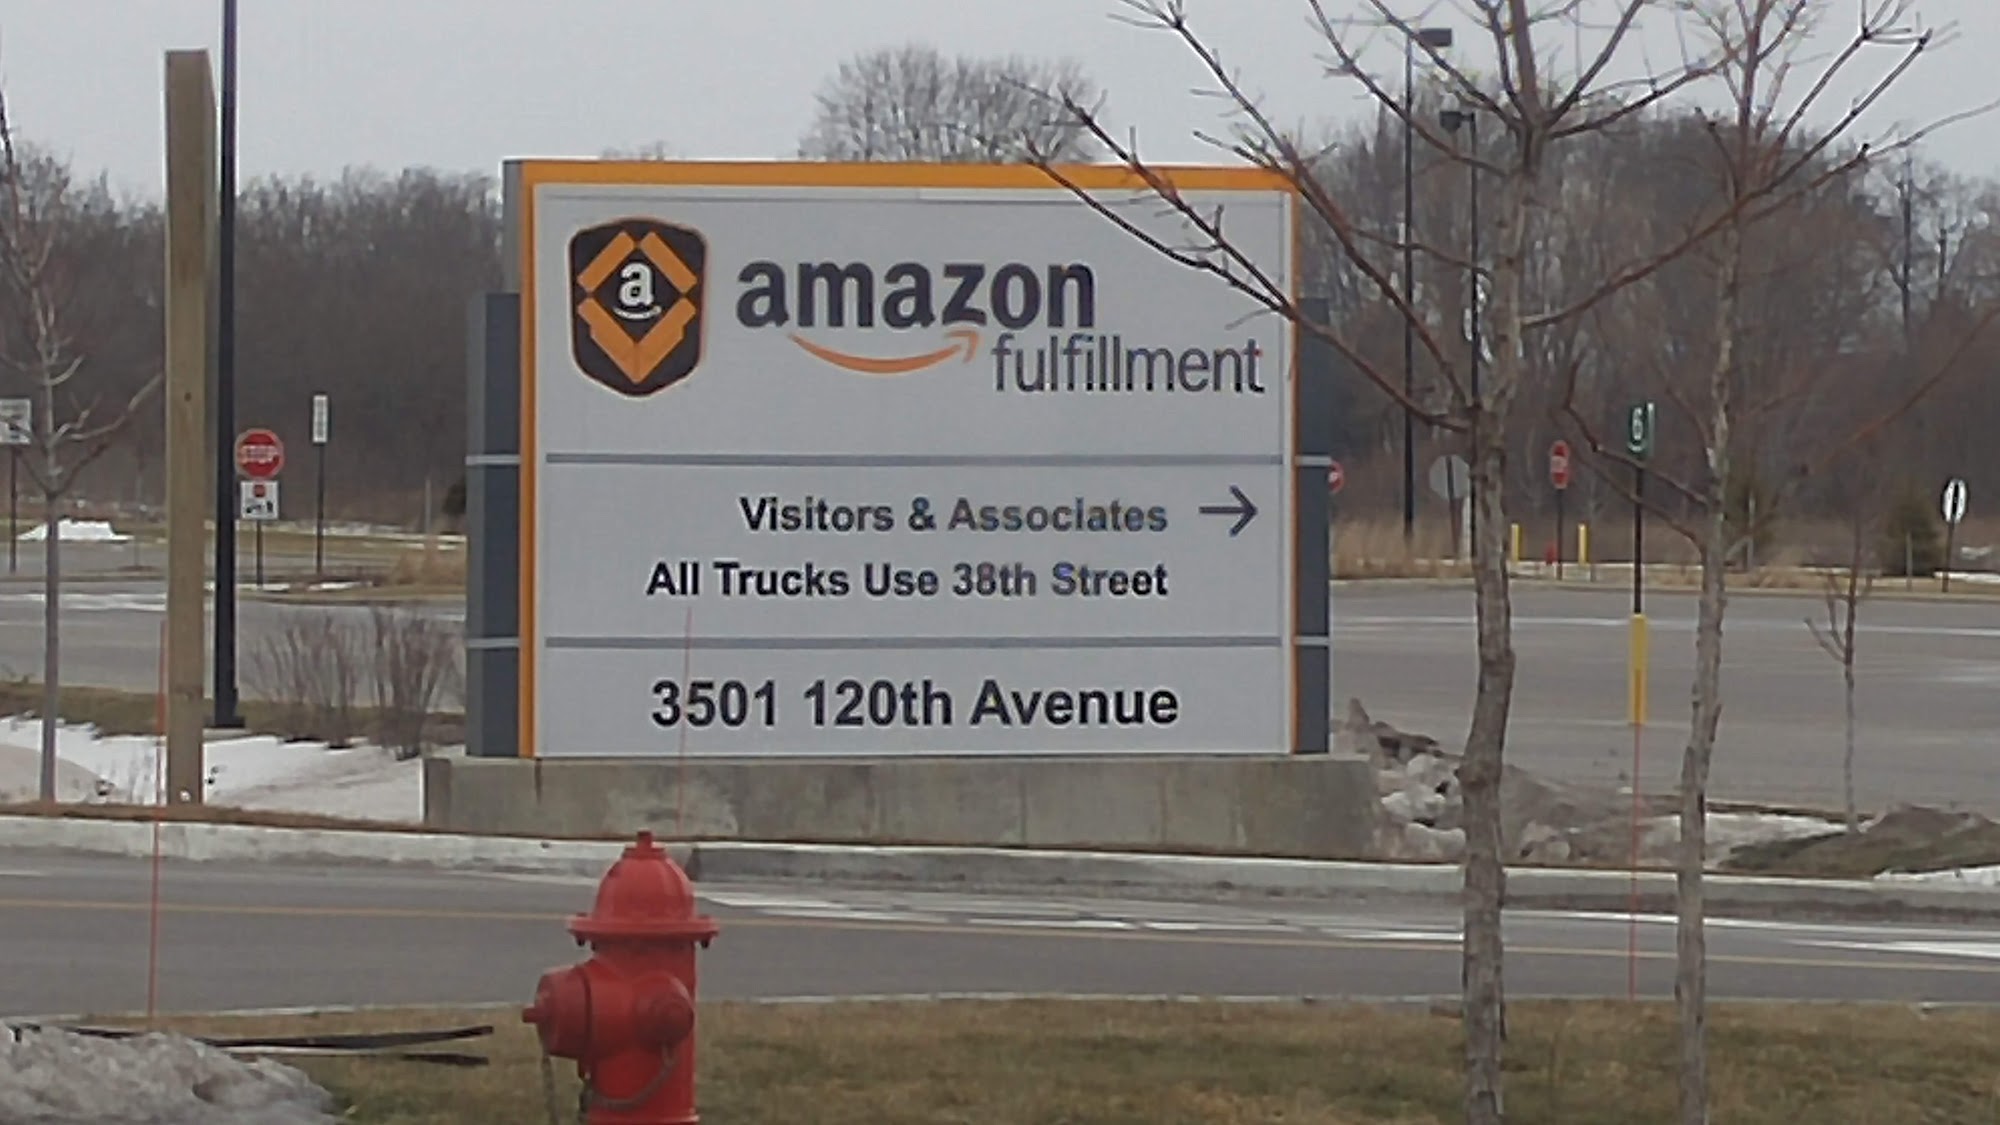 a
amazon
fulfillment
Visitors & Associates →
All Trucks Use 38th Street
3501 120th Avenue
STOP